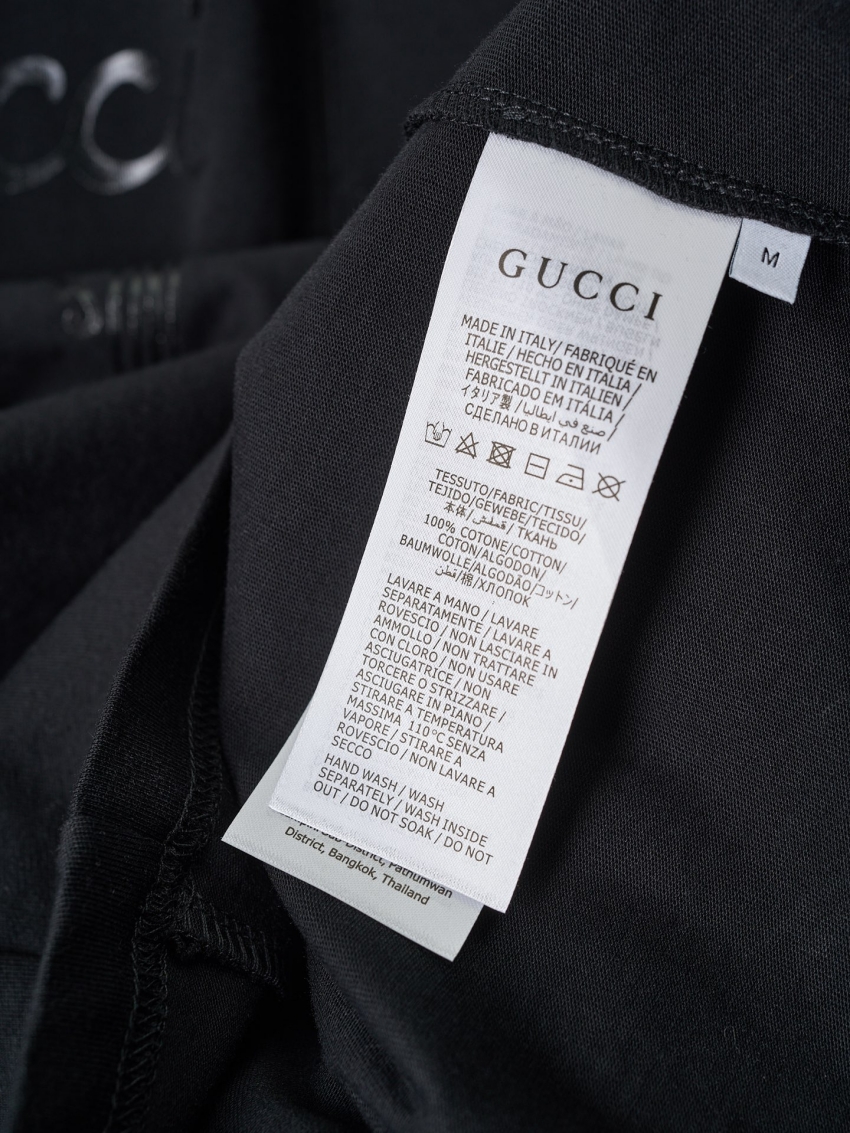 CC
GUCCI
M
MADE IN ITALY/FABRIQUÉ EN
ITALIE/HECHO EN ITALIA/
HERGESTELLT IN ITALIEN/
FABRICADO EM ITALIA/
イタリア製/صنع في ايطاليا/
СДЕЛАНО В ИТАЛИИ
TESSUTO/FABRIC/TISSU/
TEJIDO/GEWEBE/TECIDO/
本体/قطش/ТКАНЬ
100% COTONE/COTTON/
COTON/ALGODON/
BAUMWOLLE/ALGODÃO/コットン/
قطن/棉/ХЛОПОК
LAVARE A MANO / LAVARE
SEPARATAMENTE / LAVARE A
ROVESCIO / NON LASCIARE IN
AMMOLLO / NON TRATTARE
CON CLORO / NON USARE
ASCIUGATRICE / NON
TORCERE O STRIZZARE /
ASCIUGARE IN PIANO /
STIRARE A TEMPERATURA
MASSIMA 110°C SENZA
VAPORE / STIRARE A
ROVESCIO / NON LAVARE A
SECCO
HAND WASH / WASH
SEPARATELY / WASH INSIDE
OUT / DO NOT SOAK / DO NOT
District, Pathumwan
District, Bangkok, Thailand